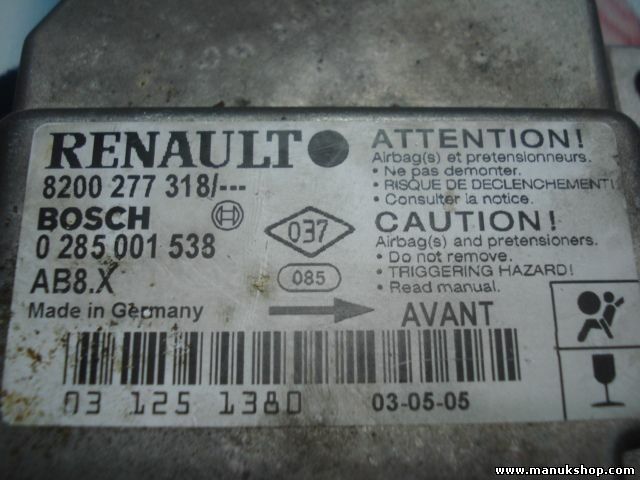 RENAULT
8200 277 318/---
BOSCH
0 285 001 538
AB8.X
Made in Germany
037
085
ATTENTION!
Airbag(s) et pretensionneurs.
• Ne pas demonter.
• RISQUE DE DECLENCHEMENT!
• Consulter la notice.
CAUTION!
Airbag(s) and pretensioners.
• Do not remove.
• TRIGGERING HAZARD!
• Read manual.
AVANT
03 125 1380
03-05-05
www.manukshop.com